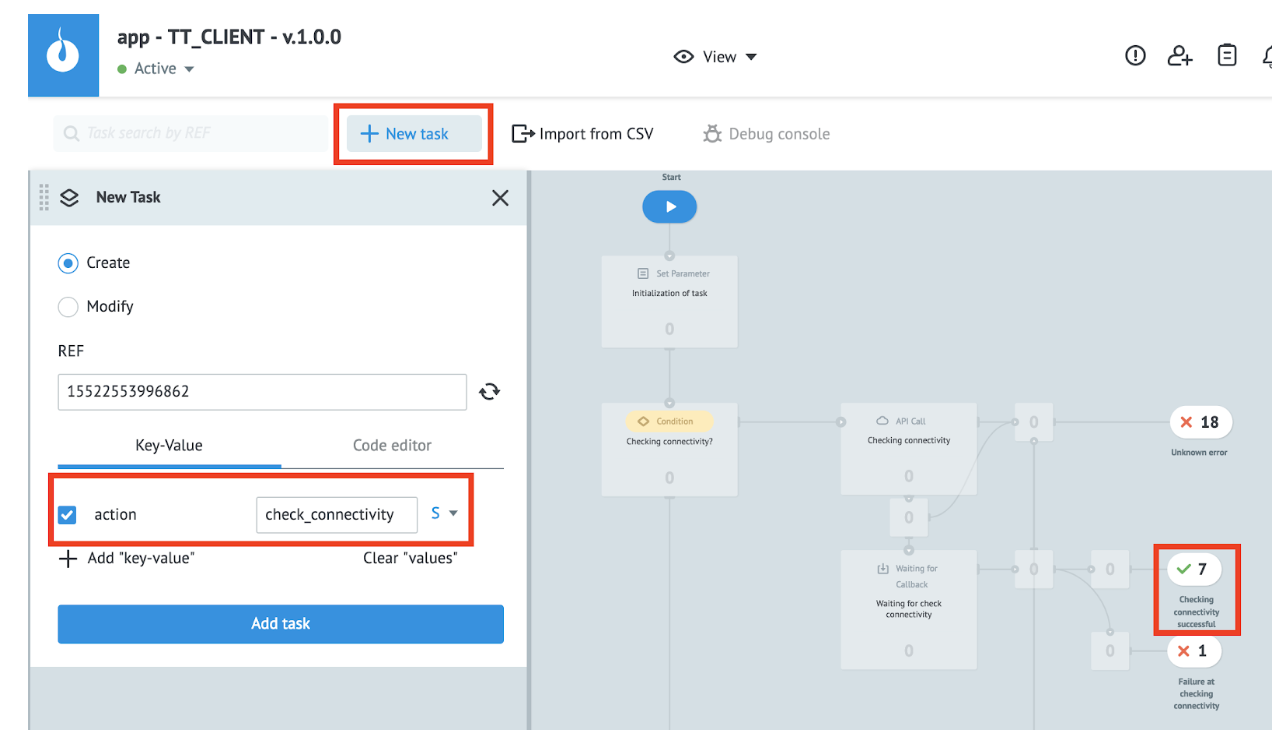 app - TT_CLIENT - v.1.0.0
Active
View
Task search by REF
New task
Import from CSV
Debug console
New Task
Create
Modify
REF
15522553996862
Key-Value
Code editor
action
check_connectivity
S
Add "key-value"
Clear "values"
Add task
Start
Set Parameter
Initialization of task
0
Condition
Checking connectivity?
0
API Call
Checking connectivity
0
0
0
18
Unknown error
Waiting for
Callback
Waiting for check
connectivity
0
0
0
7
Checking
connectivity
successful
0
1
Failure at
checking
connectivity